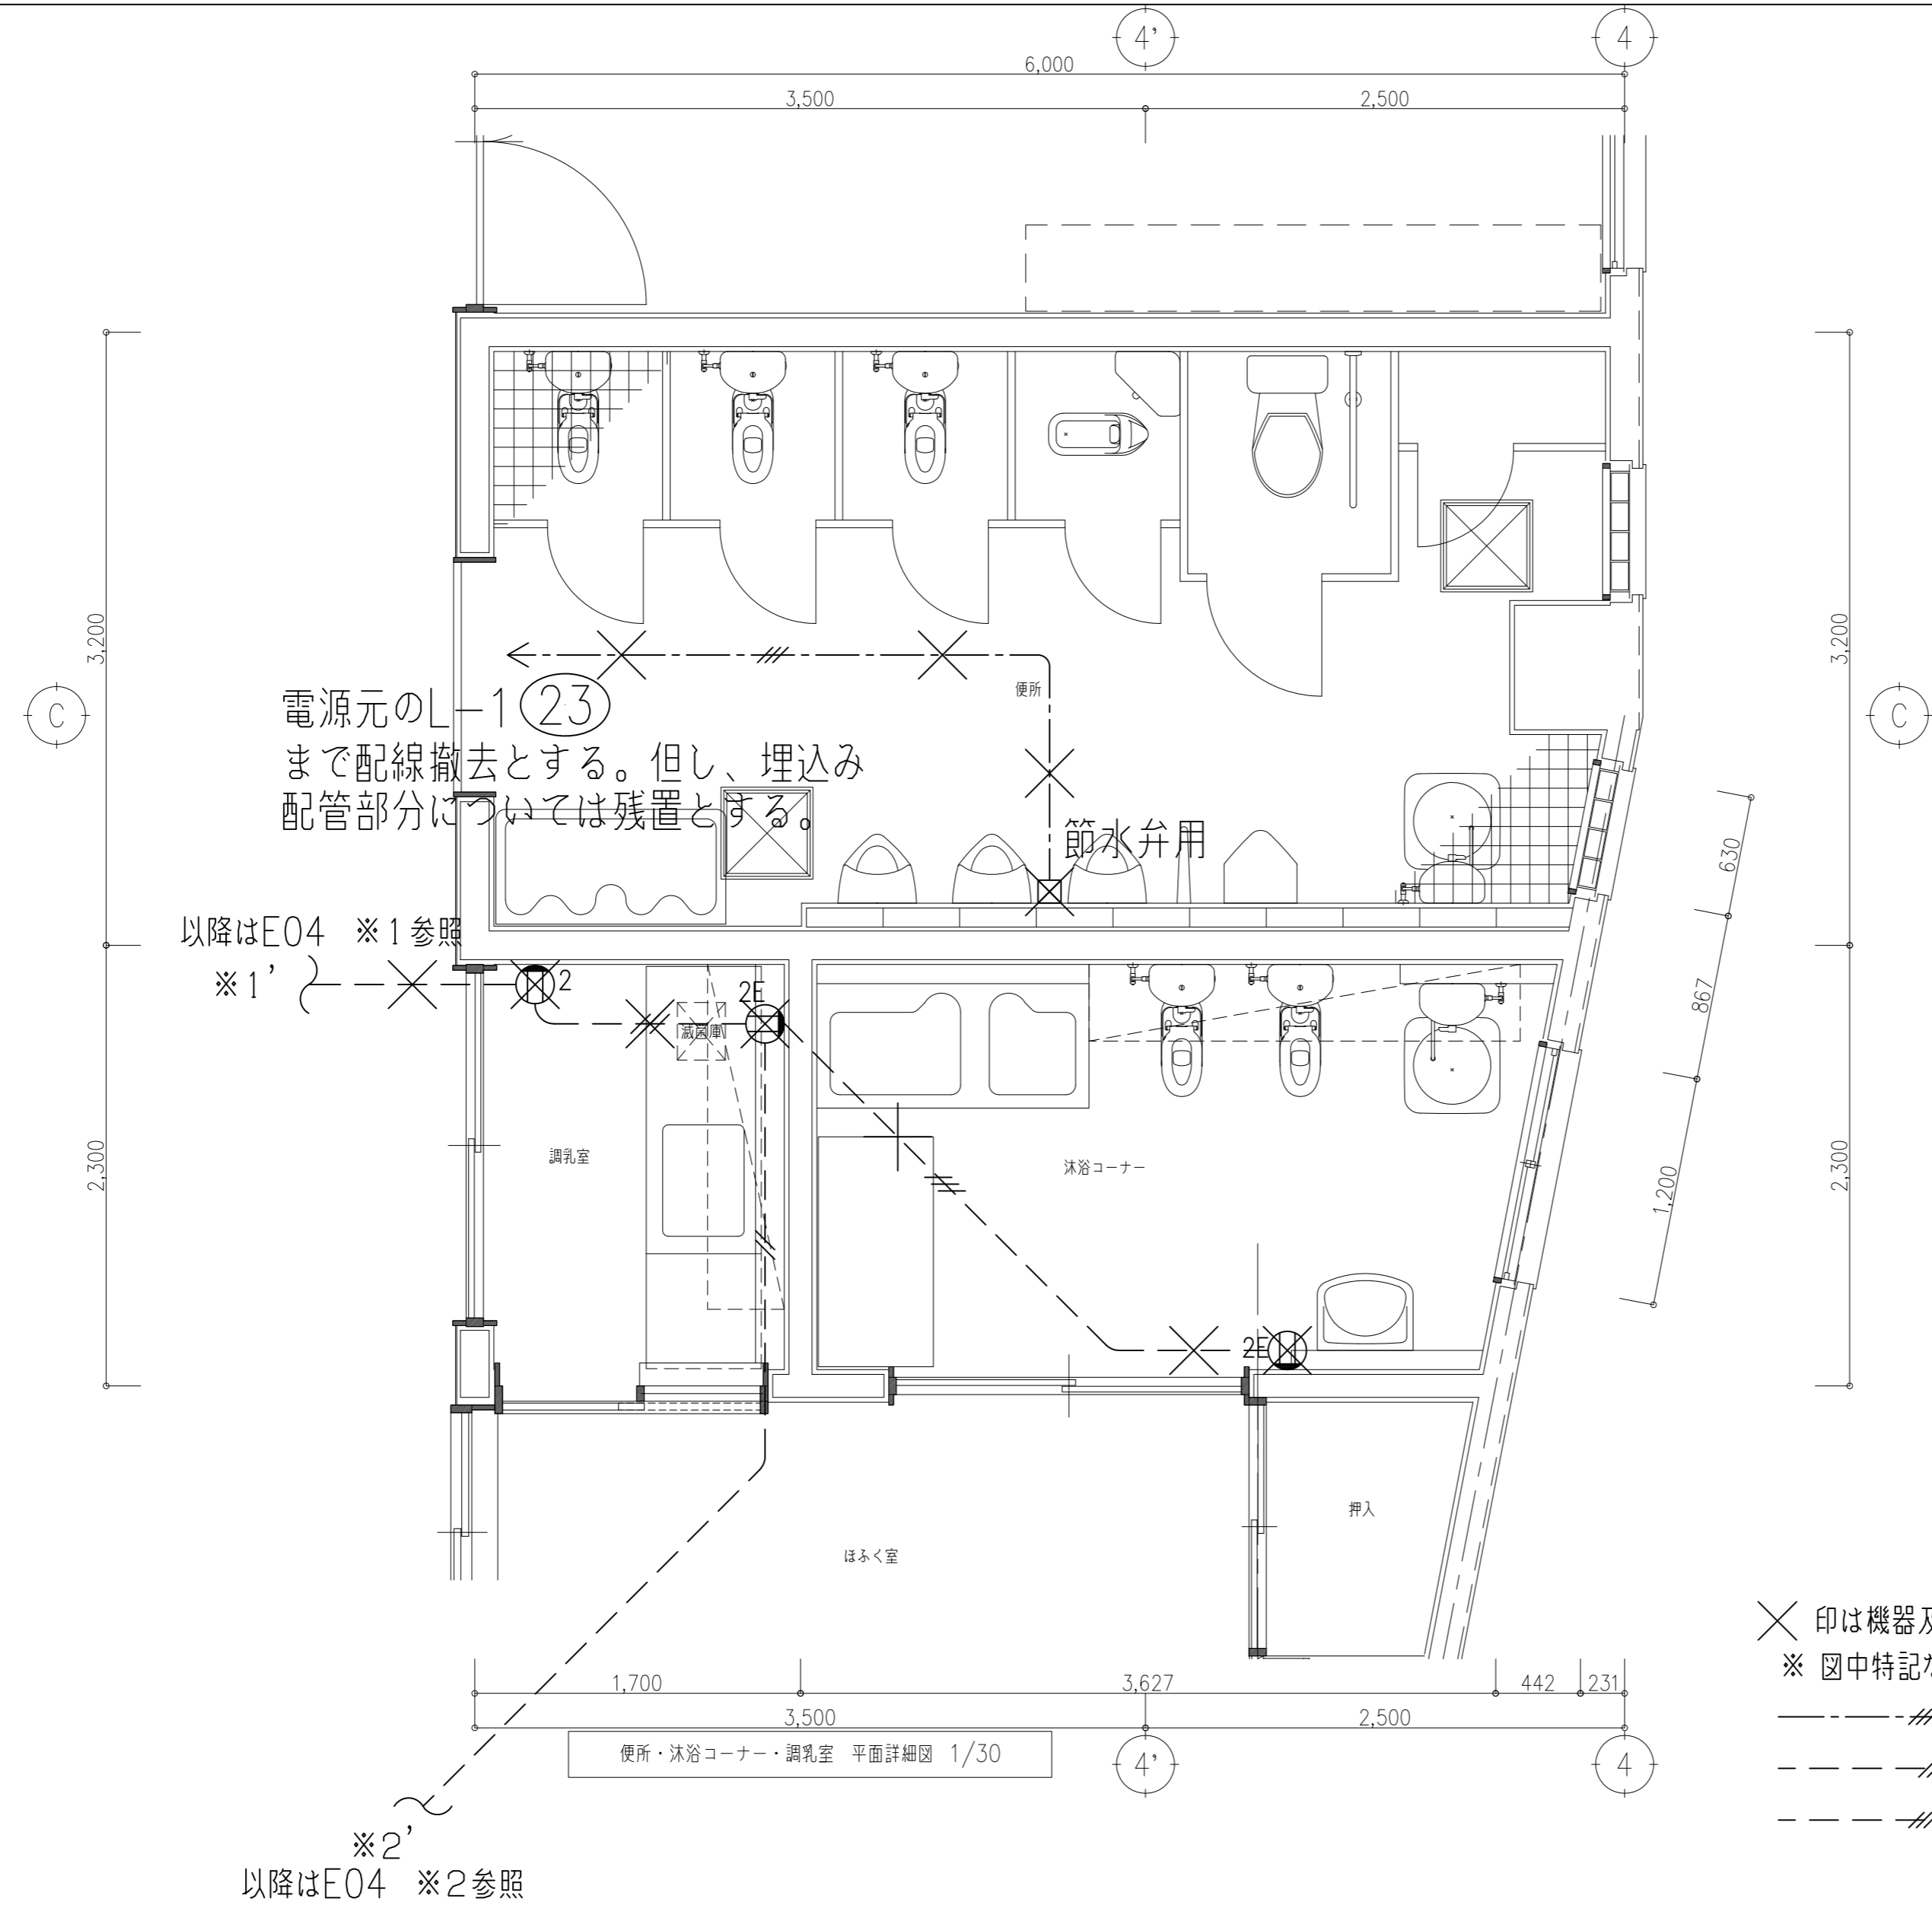 4' 4
6,000
3,500 2,500
3,200
3,200
C
C
便所
電源元のL-1 23
まで配線撤去とする。但し、埋込み
配管部分については残置とする。
節水弁用
630
867
1,200
以降はE04 ※1参照
※1'
2
2E
滅菌庫
2,300
2,300
調乳室
沐浴コーナー
2E
押入
ほふく室
1,700 3,627 442 231
3,500 2,500
便所・沐浴コーナー・調乳室 平面詳細図 1/30
4' 4
※2'
以降はE04 ※2参照
印は機器及
※ 図中特記な